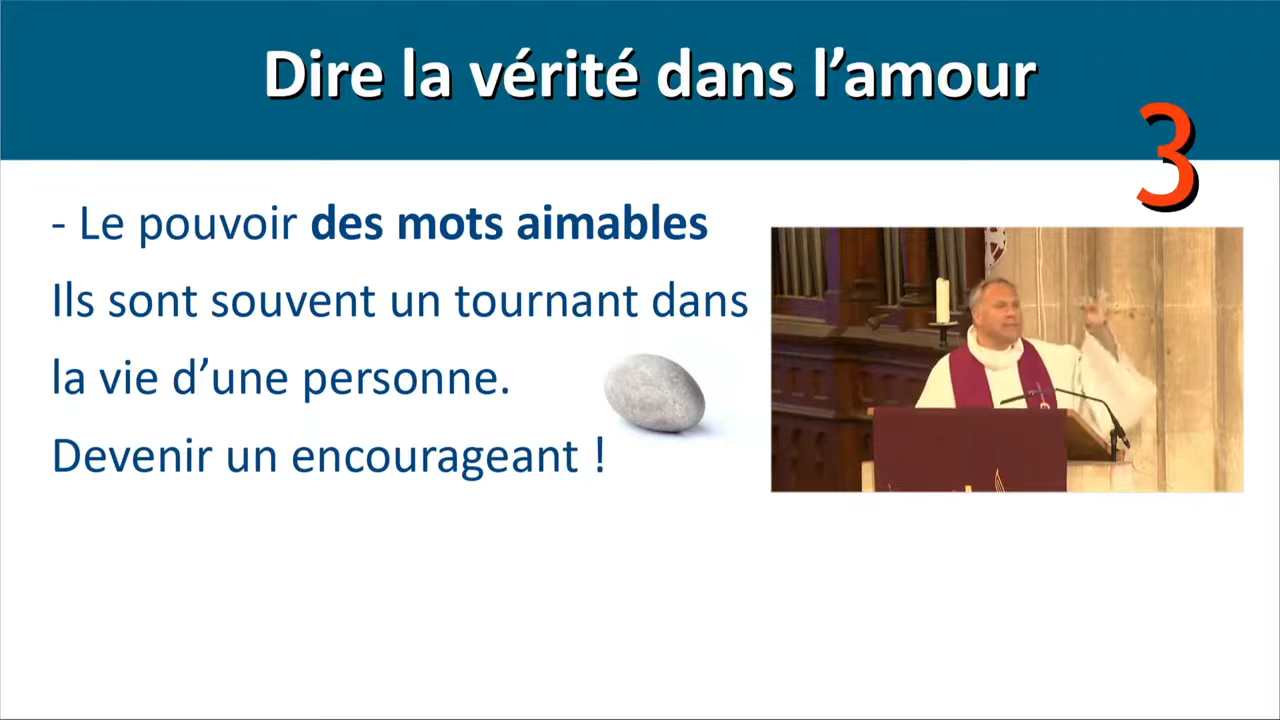 Dire la vérité dans l’amour
3
- Le pouvoir des mots aimables
Ils sont souvent un tournant dans
la vie d’une personne.
Devenir un encourageant !